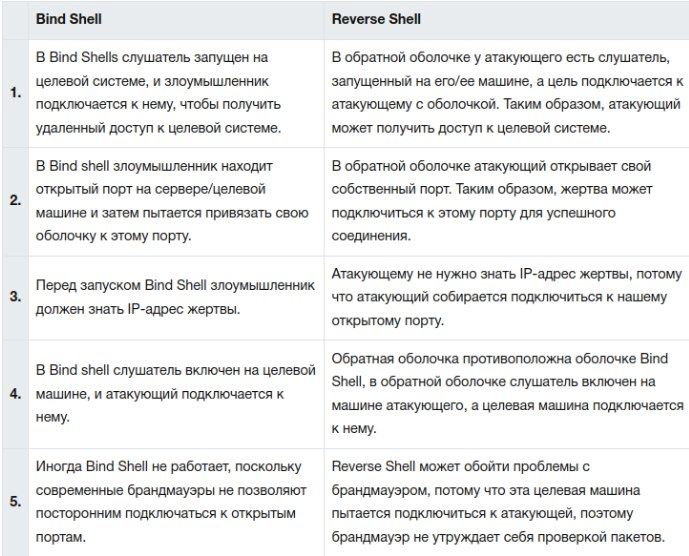 Bind Shell
Reverse Shell
1.
В Bind Shells слушатель запущен на
целевой системе, и злоумышленник
подключается к нему, чтобы получить
удаленный доступ к целевой системе.
В обратной оболочке у атакующего есть слушатель,
запущенный на его/ее машине, а цель подключается к
атакующему с оболочкой. Таким образом, атакующий
может получить доступ к целевой системе.
2.
В Bind shell злоумышленник находит
открытый порт на сервере/целевой
машине и затем пытается привязать свою
оболочку к этому порту.
В обратной оболочке атакующий открывает свой
собственный порт. Таким образом, жертва может
подключиться к этому порту для успешного
соединения.
3.
Перед запуском Bind Shell злоумышленник
должен знать IP-адрес жертвы.
Атакующему не нужно знать IP-адрес жертвы, потому
что атакующий собирается подключиться к нашему
открытому порту.
4.
В Bind shell слушатель включен на целевой
машине, и атакующий подключается к
нему.
Обратная оболочка противоположна оболочке Bind
Shell, в обратной оболочке слушатель включен на
машине атакующего, а целевая машина подключается
к нему.
5.
Иногда Bind Shell не работает, поскольку
современные брандмауэры не позволяют
посторонним подключаться к открытым
портам.
Reverse Shell может обойти проблемы с
брандмауэром, потому что эта целевая машина
пытается подключиться к атакующей, поэтому
брандмауэр не утруждает себя проверкой пакетов.